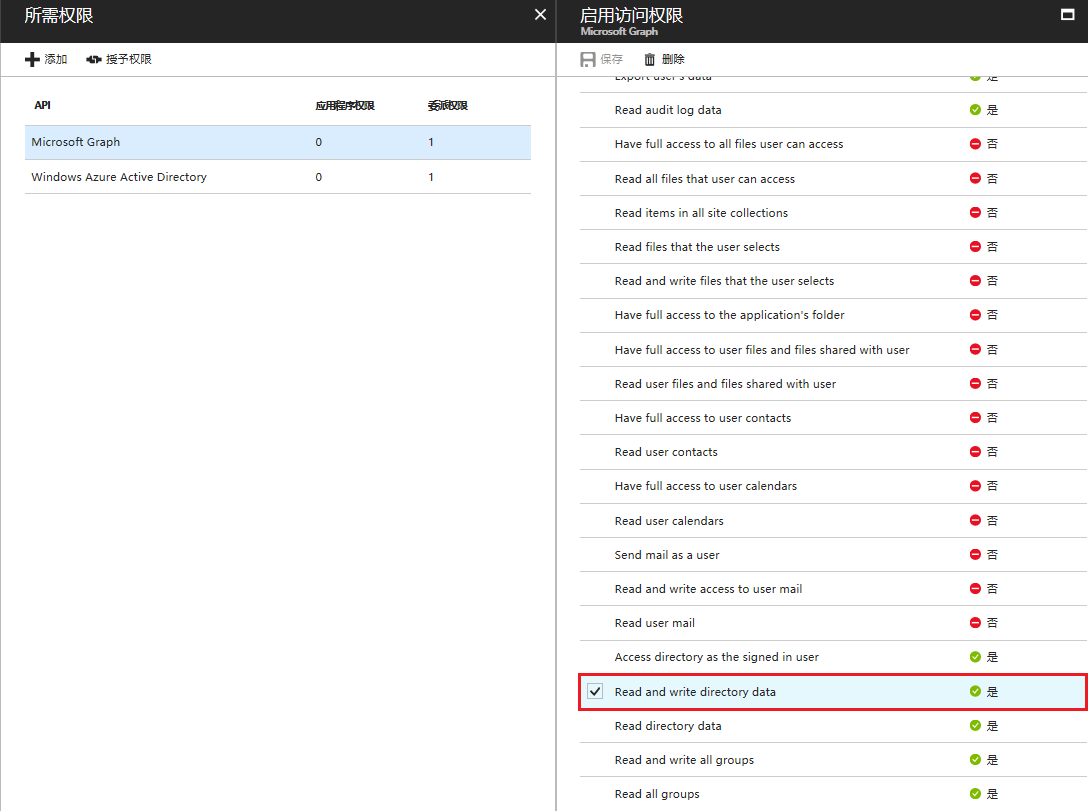 所需权限
添加 授予权限
API 应用程序权限 委派权限
Microsoft Graph 0 1
Windows Azure Active Directory 0 1
启用访问权限
Microsoft Graph
保存 删除
Export user's data 是
Read audit log data 是
Have full access to all files user can access 否
Read all files that user can access 否
Read items in all site collections 否
Read files that the user selects 否
Read and write files that the user selects 否
Have full access to the application's folder 否
Have full access to user files and files shared with user 否
Read user files and files shared with user 否
Have full access to user contacts 否
Read user contacts 否
Have full access to user calendars 否
Read user calendars 否
Send mail as a user 否
Read and write access to user mail 否
Read user mail 否
Access directory as the signed in user 是
Read and write directory data 是
Read directory data 是
Read and write all groups 是
Read all groups 是